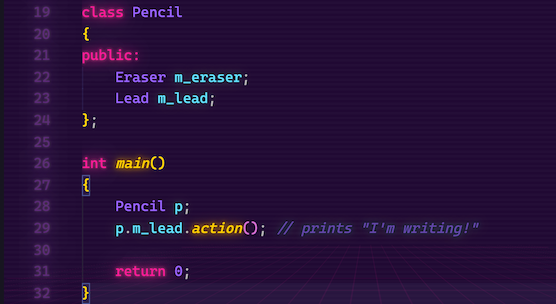 19 class Pencil
20 {
21 public:
22     Eraser m_eraser;
23     Lead m_lead;
24 };
25
26 int main()
27 {
28     Pencil p;
29     p.m_lead.action(); // prints "I'm writing!"
30
31     return 0;
32 }